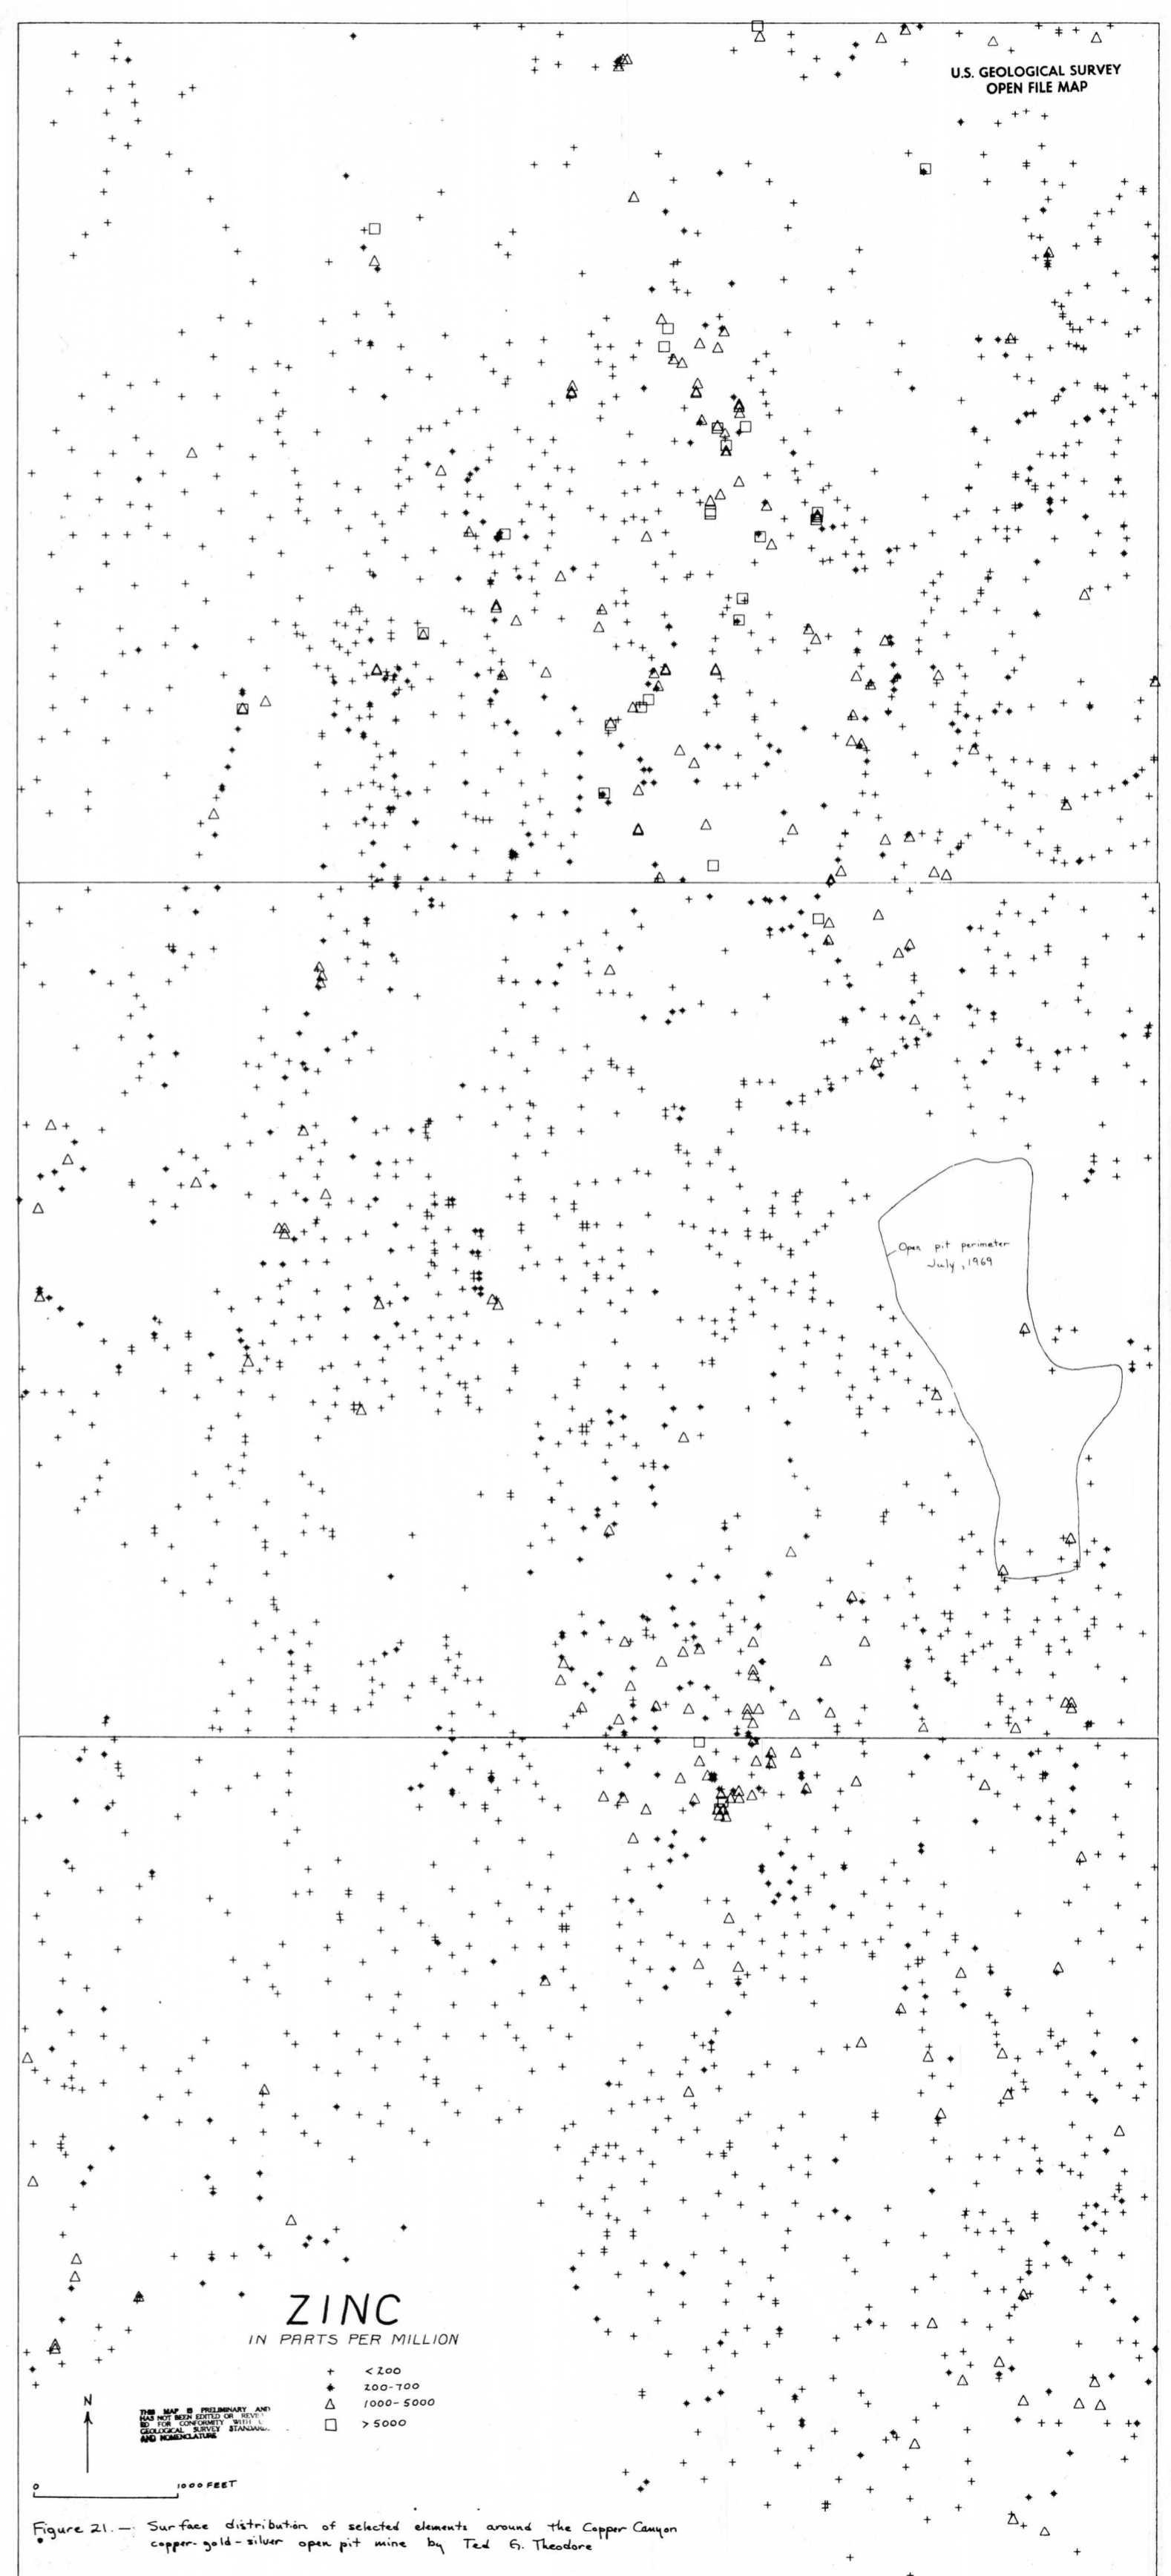 U.S. GEOLOGICAL SURVEY
OPEN FILE MAP
Open pit perimeter
July, 1969
ZINC
IN PARTS PER MILLION
+ <200
200-700
△ 1000-5000
□ >5000
N
THIS MAP IS PRELIMINARY AND
HAS NOT BEEN EDITED OR
FOR CONFORMITY WITH
GEOLOGICAL SURVEY
AND NOMENCLATURE
0 1000 FEET
Figure 21.— Surface distribution of selected elements around the Copper Canyon
copper-gold-silver open pit mine by Ted G. Theodore